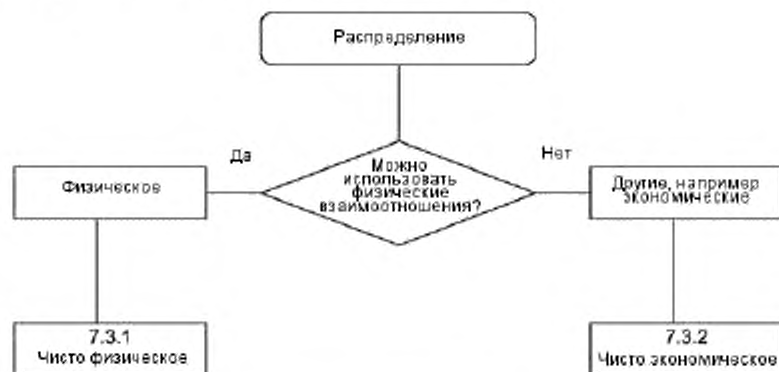 Распределение
Да
Нет
Можно
использовать
физические
взаимоотношения?
Физическое
Другие, например
экономические
7.3.1
Чисто физическое
7.3.2
Чисто экономическое